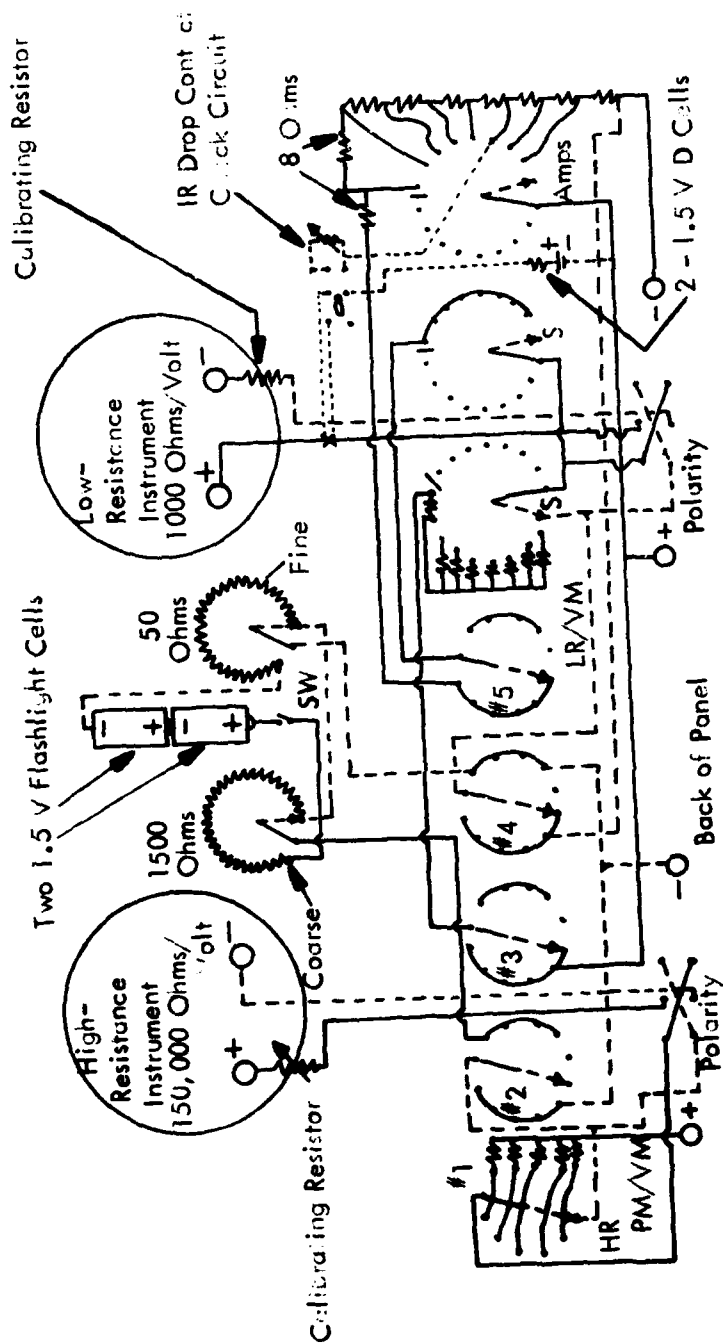 Culibrating Resistor
IR Drop Cont
Circuit
8 O ms
Low-
Resistance
Instrument
1000 Ohms/Volt
+
-
Two 1.5 V Flashlight Cells
-
+
-
+
50
Ohms
Fine
SW
1500
Ohms
Coarse
High-
Resistance
Instrument
150,000 Ohms/
Volt
+
-
Calibrating Resistor
#1
#2
#3
#4
#5
S
S
Amps
+
-
HR
PM/VM
LR/VM
+
Polarity
-
Back of Panel
+
Polarity
-
2 - 1.5 V D Cells